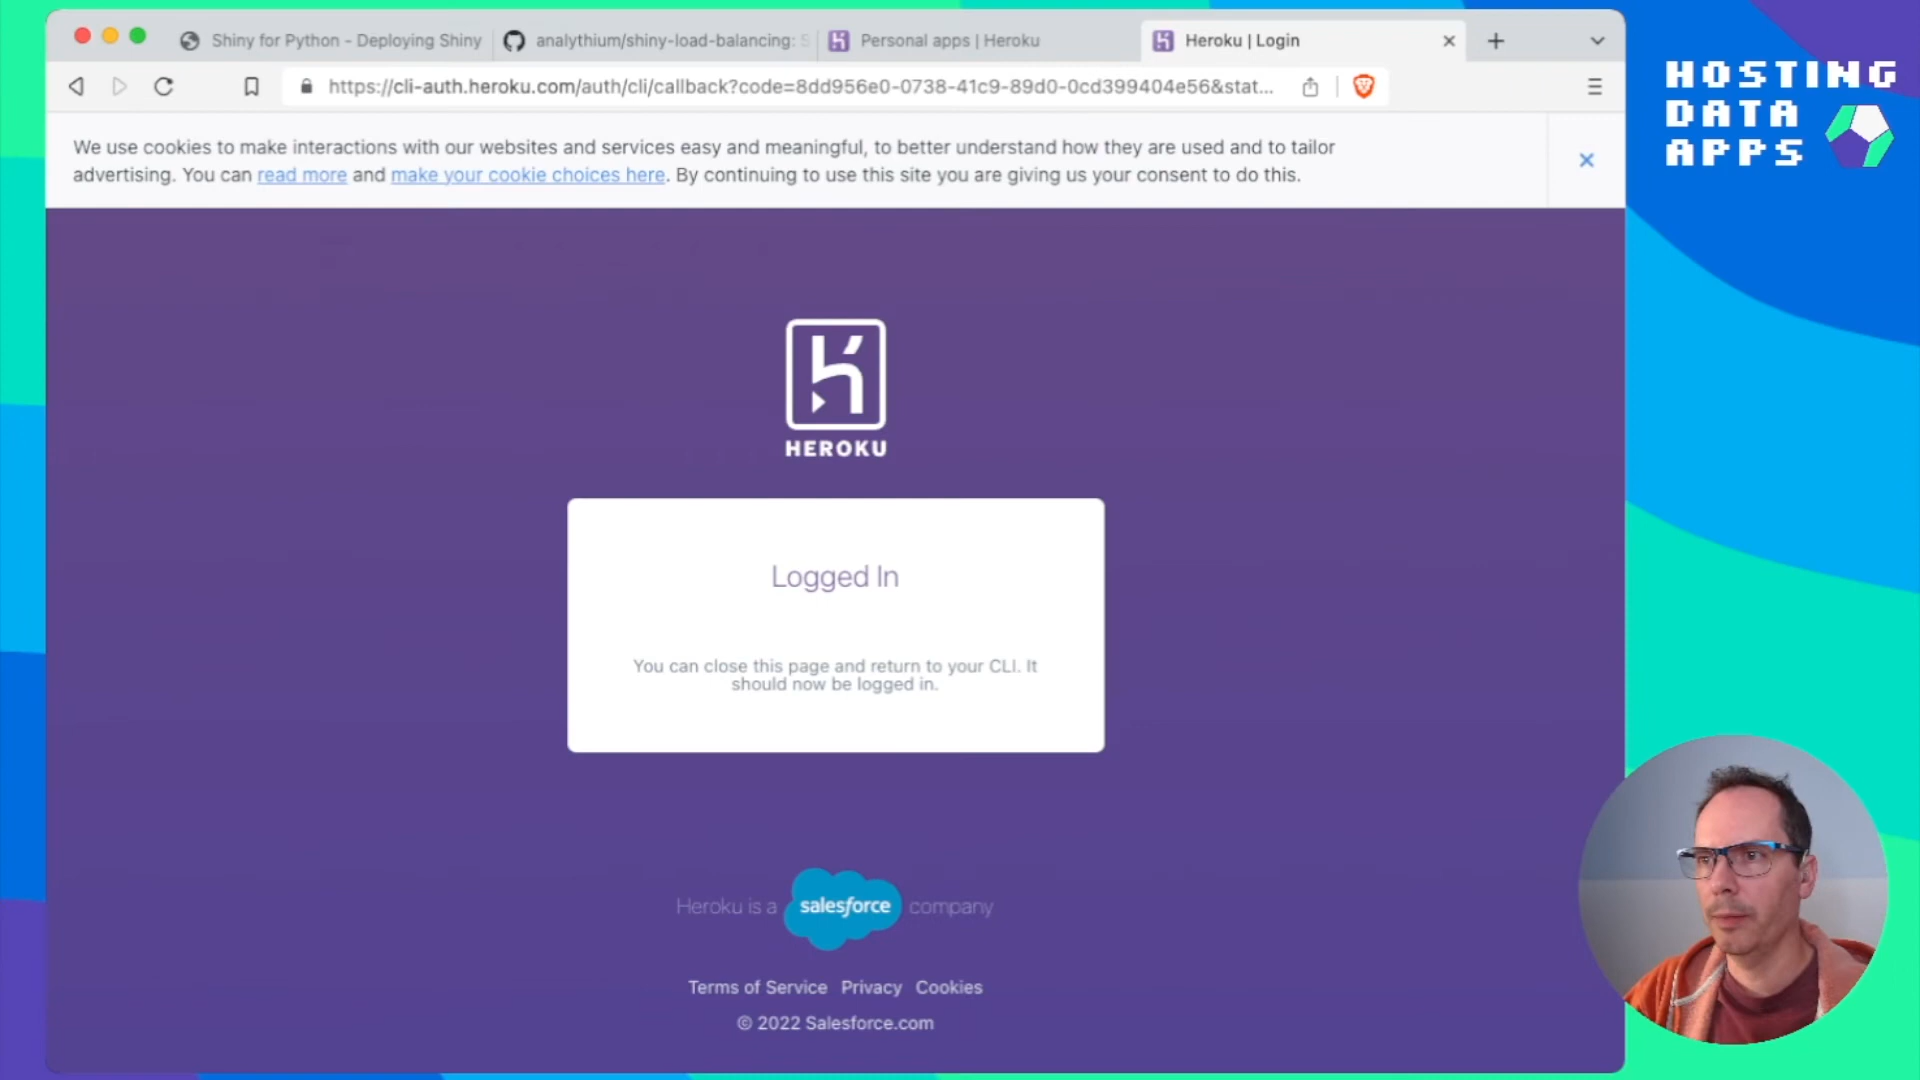 Shiny for Python - Deploying Shiny
analythium/shiny-load-balancing: S
Personal apps | Heroku
Heroku | Login
https://cli-auth.heroku.com/auth/cli/callback?code=8dd956e0-0738-41c9-89d0-0cd399404e56&stat...
HOSTING
DATA
APPS
We use cookies to make interactions with our websites and services easy and meaningful, to better understand how they are used and to tailor
advertising. You can read more and make your cookie choices here. By continuing to use this site you are giving us your consent to do this.
HEROKU
Logged In
You can close this page and return to your CLI. It
should now be logged in.
Heroku is a salesforce company
Terms of Service Privacy Cookies
© 2022 Salesforce.com